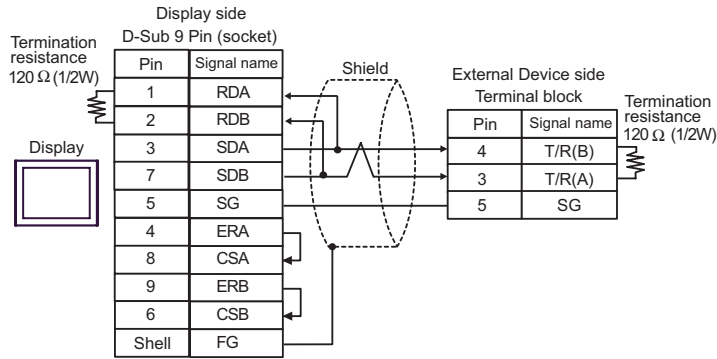 Display side
D-Sub 9 Pin (socket)
Termination
resistance
120 Ω (1/2W)
Pin Signal name
1 RDA
2 RDB
3 SDA
7 SDB
5 SG
4 ERA
8 CSA
9 ERB
6 CSB
Shell FG
Display
Shield
External Device side
Terminal block
Pin Signal name
4 T/R(B)
3 T/R(A)
5 SG
Termination
resistance
120 Ω (1/2W)